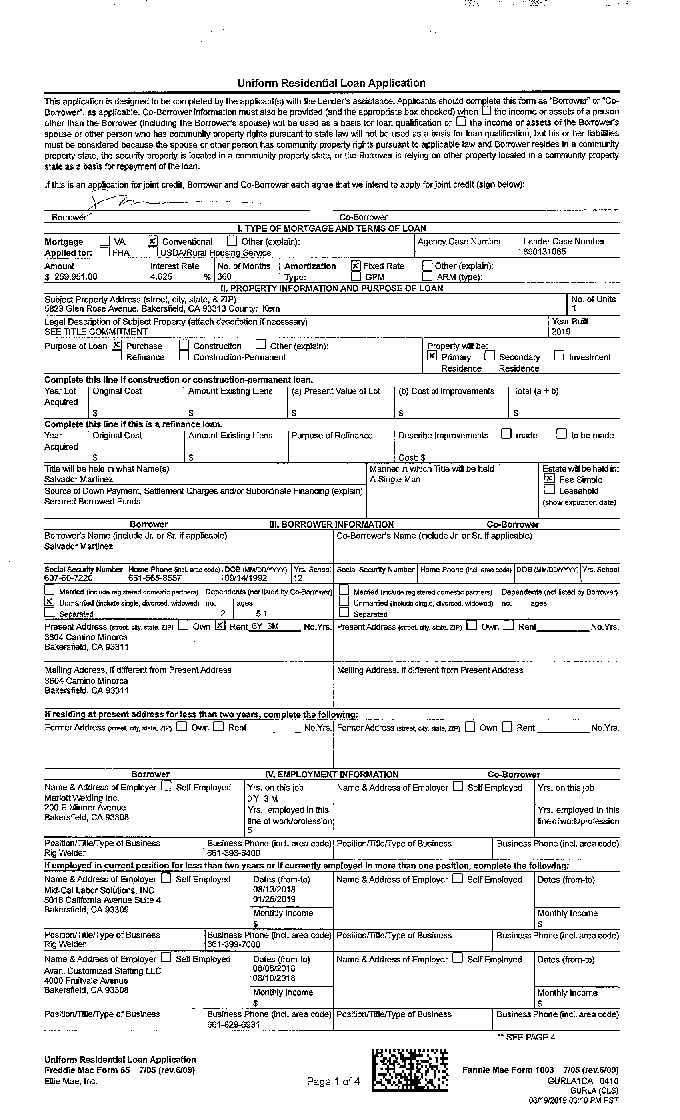 Uniform Residential Loan Application
This application is designed to be completed by the applicant(s) with the Lender's assistance. Applicants should complete this form as "Borrower" or "Co-
Borrower", as applicable. Co-Borrower information must also be provided (and the appropriate box checked) when the income or assets of a person
other than the Borrower (including the Borrower's spouse) will be used as a basis for loan qualification or the income or assets of the Borrower's
spouse or other person who has community property rights pursuant to state law will not be used as a basis for loan qualification, but his or her liabilities
must be considered because the spouse or other person has community property rights pursuant to applicable law and Borrower resides in a community
property state, the security property is located in a community property state, or the Borrower is relying on other property located in a community property
state as a basis for repayment of the loan.
If this is an application for joint credit, Borrower and Co-Borrower each agree that we intend to apply for joint credit (sign below):
Borrower Co-Borrower
I. TYPE OF MORTGAGE AND TERMS OF LOAN
Mortgage VA Conventional Other (explain): Agency Case Number Lender Case Number
Applied for: FHA USDA/Rural Housing Service
Amount Interest Rate No. of Months Amortization Fixed Rate Other (explain):
$ % 360 Type: GPM ARM (type):
II. PROPERTY INFORMATION AND PURPOSE OF LOAN
Subject Property Address (street, city, state, & ZIP) No. of Units
Glen Rose Avenue, Bakersfield, CA 93313 County: Kern 1
Legal Description of Subject Property (attach description if necessary) Year Built
SEE TITLE COMMITMENT 2019
Purpose of Loan Purchase Construction Other (explain): Property will be:
Refinance Construction-Permanent Primary Residence Secondary Residence Investment
Complete this line if construction or construction-permanent loan.
Year Lot Acquired Original Cost Amount Existing Liens (a) Present Value of Lot (b) Cost of Improvements Total (a + b)
$ $ $ $ $
Complete this line if this is a refinance loan.
Year Acquired Original Cost Amount Existing Liens Purpose of Refinance Describe Improvements made to be made
$ $ Cost: $
Title will be held in what Name(s) Manner in which Title will be held Estate will be held in:
Salvador Martinez A Single Man Fee Simple
Source of Down Payment, Settlement Charges and/or Subordinate Financing (explain) Leasehold
Secured Borrowed Funds (show expiration date)
Borrower III. BORROWER INFORMATION Co-Borrower
Borrower's Name (include Jr. or Sr. if applicable) Co-Borrower's Name (include Jr. or Sr. if applicable)
Salvador Martinez
Social Security Number Home Phone (incl. area code) DOB (MM/DD/YYYY) Yrs. School Social Security Number Home Phone (incl. area code) DOB (MM/DD/YYYY) Yrs. School
09/14/1992 12
Married (include registered domestic partners) Dependents (not listed by Co-Borrower) Married (include registered domestic partners) Dependents (not listed by Borrower)
Unmarried (include single, divorced, widowed) no. ages Unmarried (include single, divorced, widowed) no. ages
Separated 2 Separated
Present Address (street, city, state, ZIP) Own Rent No. Yrs. Present Address (street, city, state, ZIP) Own Rent No. Yrs.
3604 Camino Minorca
Bakersfield, CA 93311
Mailing Address, if different from Present Address Mailing Address, if different from Present Address
3604 Camino Minorca
Bakersfield, CA 93311
If residing at present address for less than two years, complete the following:
Former Address (street, city, state, ZIP) Own Rent No. Yrs. Former Address (street, city, state, ZIP) Own Rent No. Yrs.
Borrower IV. EMPLOYMENT INFORMATION Co-Borrower
Name & Address of Employer Self Employed Yrs. on this job Name & Address of Employer Self Employed Yrs. on this job
Welding Inc. 0Y 3M
Avenue Yrs. employed in this Yrs. employed in this
Bakersfield, CA 93308 line of work/profession line of work/profession
5
Position/Title/Type of Business Business Phone (incl. area code) Position/Title/Type of Business Business Phone (incl. area code)
Rig Welder
If employed in current position for less than two years or if currently employed in more than one position, complete the following:
Name & Address of Employer Self Employed Dates (from-to) Name & Address of Employer Self Employed Dates (from-to)
Mid-Cal Labor Solutions, INC 08/13/2018
5018 California Avenue Suite 4 01/25/2019
Bakersfield, CA 93309 Monthly Income Monthly Income
$ $
Position/Title/Type of Business Business Phone (incl. area code) Position/Title/Type of Business Business Phone (incl. area code)
Rig Welder 661-399-7000
Name & Address of Employer Self Employed Dates (from-to) Name & Address of Employer Self Employed Dates (from-to)
Customized Staffing LLC
4000 Fruitvale Avenue 08/10/2018
Bakersfield, CA 93308 Monthly Income Monthly Income
$ $
Position/Title/Type of Business Business Phone (incl. area code) Position/Title/Type of Business Business Phone (incl. area code)
** SEE PAGE 4
Uniform Residential Loan Application
Freddie Mac Form 65 7/05 (rev.6/09) Fannie Mae Form 1003 7/05 (rev.6/09)
Ellie Mae, Inc. Page 1 of 4 GURLA1CA 0410
GURLA (CLS)